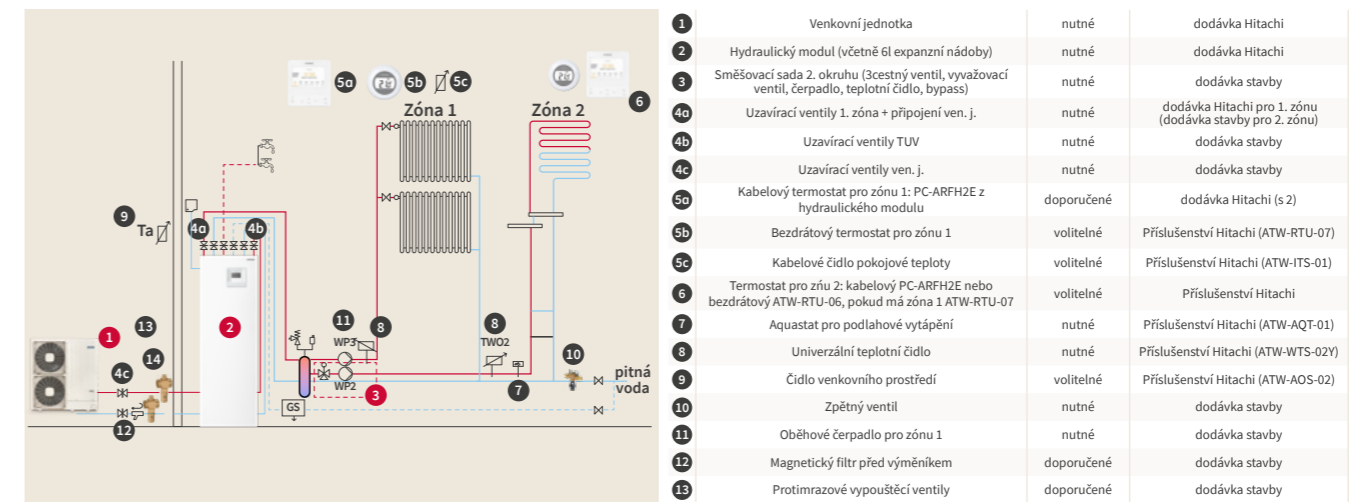 5a
5b
5c
6
Zóna 1
Zóna 2
9
Ta
4a
4b
13
1
2
11
8
8
14
WP3
TWO2
10
4c
pitná
voda
WP2
7
3
GS
12
1 Venkovní jednotka nutné dodávka Hitachi
2 Hydraulický modul (včetně 6l expanzní nádoby) nutné dodávka Hitachi
3 Směšovací sada 2. okruhu (3cestný ventil, vyvažovací
ventil, čerpadlo, teplotní čidlo, bypass) nutné dodávka stavby
4a Uzavírací ventily 1. zóna + připojení ven. j. nutné dodávka Hitachi pro 1. zónu
(dodávka stavby pro 2. zónu)
4b Uzavírací ventily TUV nutné dodávka stavby
4c Uzavírací ventily ven. j. nutné dodávka stavby
5a Kabelový termostat pro zónu 1: PC-ARFH2E z
hydraulického modulu doporučené dodávka Hitachi (s 2)
5b Bezdrátový termostat pro zónu 1 volitelné Příslušenství Hitachi (ATW-RTU-07)
5c Kabelové čidlo pokojové teploty volitelné Příslušenství Hitachi (ATW-ITS-01)
6 Termostat pro zńu 2: kabelový PC-ARFH2E nebo
bezdrátový ATW-RTU-06, pokud má zóna 1 ATW-RTU-07 volitelné Příslušenství Hitachi
7 Aquastat pro podlahové vytápění nutné Příslušenství Hitachi (ATW-AQT-01)
8 Univerzální teplotní čidlo nutné Příslušenství Hitachi (ATW-WTS-02Y)
9 Čidlo venkovního prostředí volitelné Příslušenství Hitachi (ATW-AOS-02)
10 Zpětný ventil nutné dodávka stavby
11 Oběhové čerpadlo pro zónu 1 nutné dodávka stavby
12 Magnetický filtr před výměníkem doporučené dodávka stavby
13 Protimrazové vypouštěcí ventily doporučené dodávka stavby